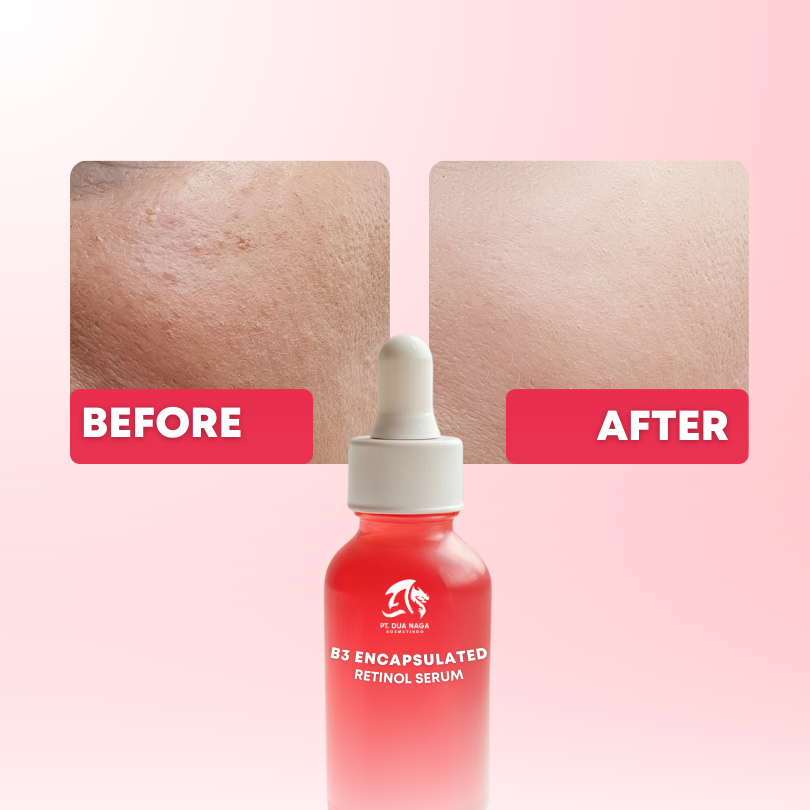 BEFORE
AFTER
PT. DUA NAGA
KOSMETINDO
B3 ENCAPSULATED
RETINOL SERUM